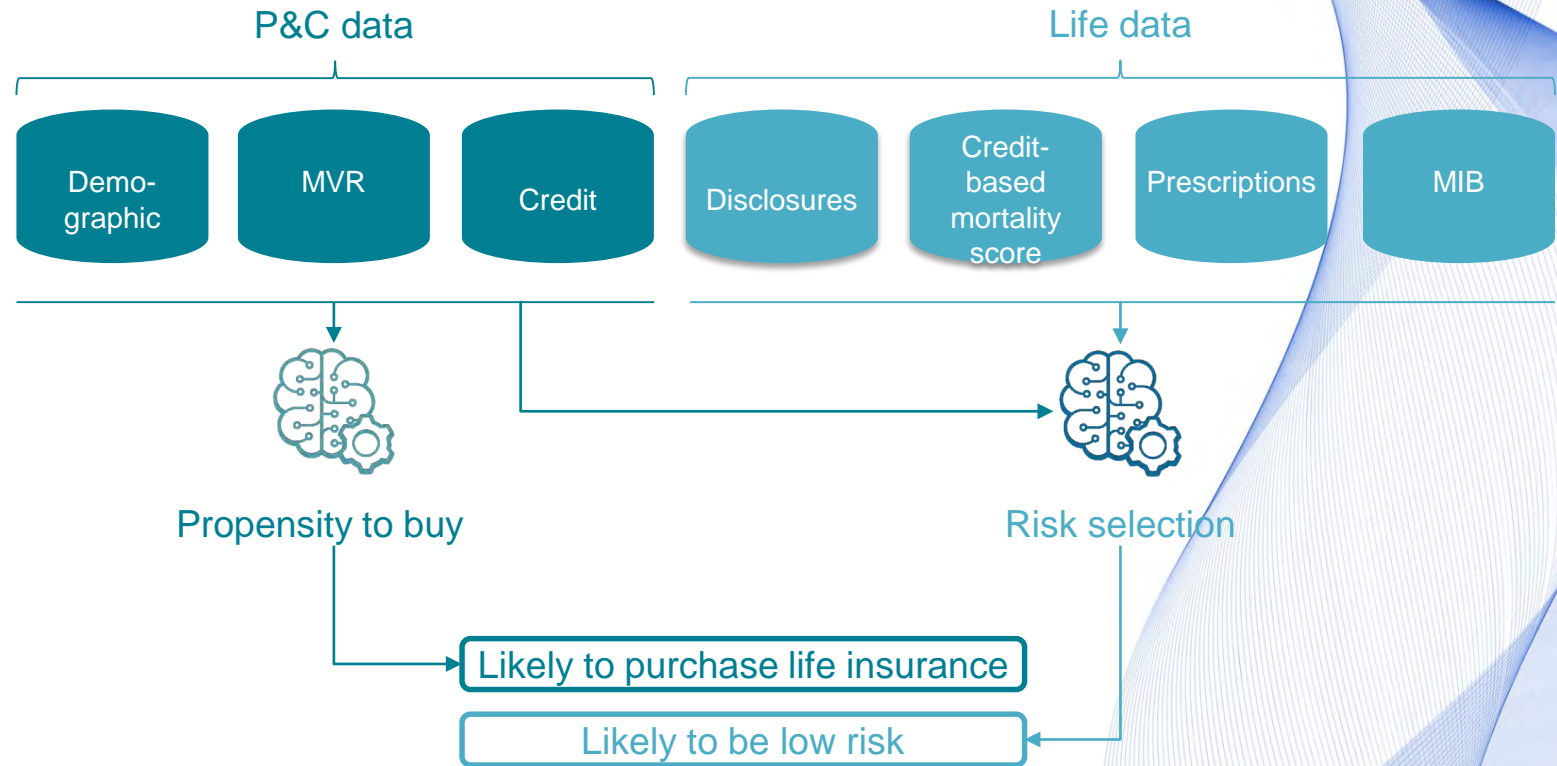 P&C data
Life data
Demo-
graphic
MVR
Credit
Disclosures
Credit-
based
mortality
score
Prescriptions
MIB
Propensity to buy
Risk selection
Likely to purchase life insurance
Likely to be low risk